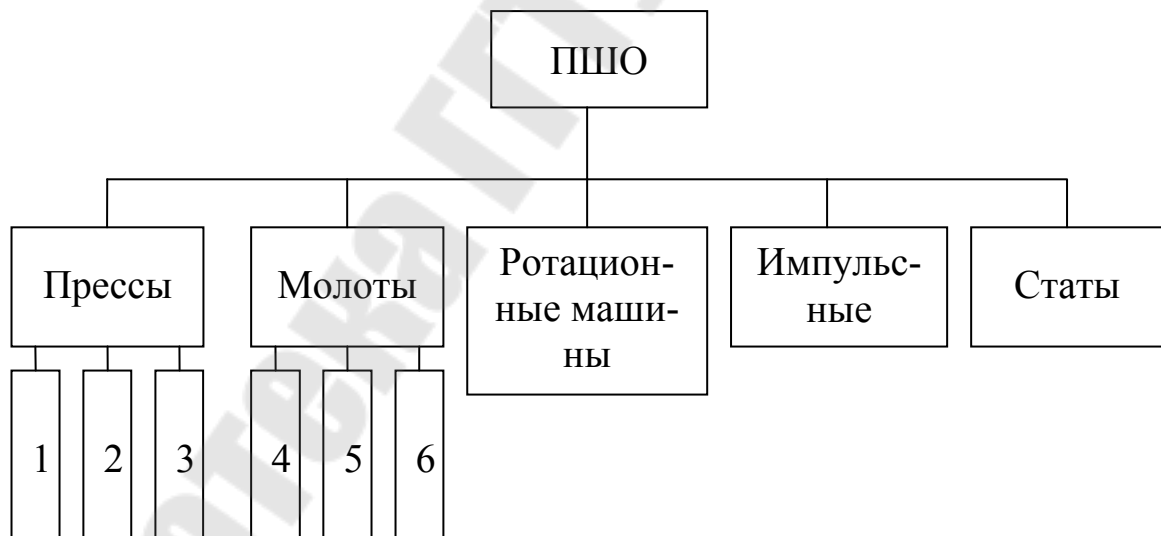 ПШО
Прессы
Молоты
Ротацион-
ные маши-
ны
Импульс-
ные
Статы
1 2 3 4 5 6